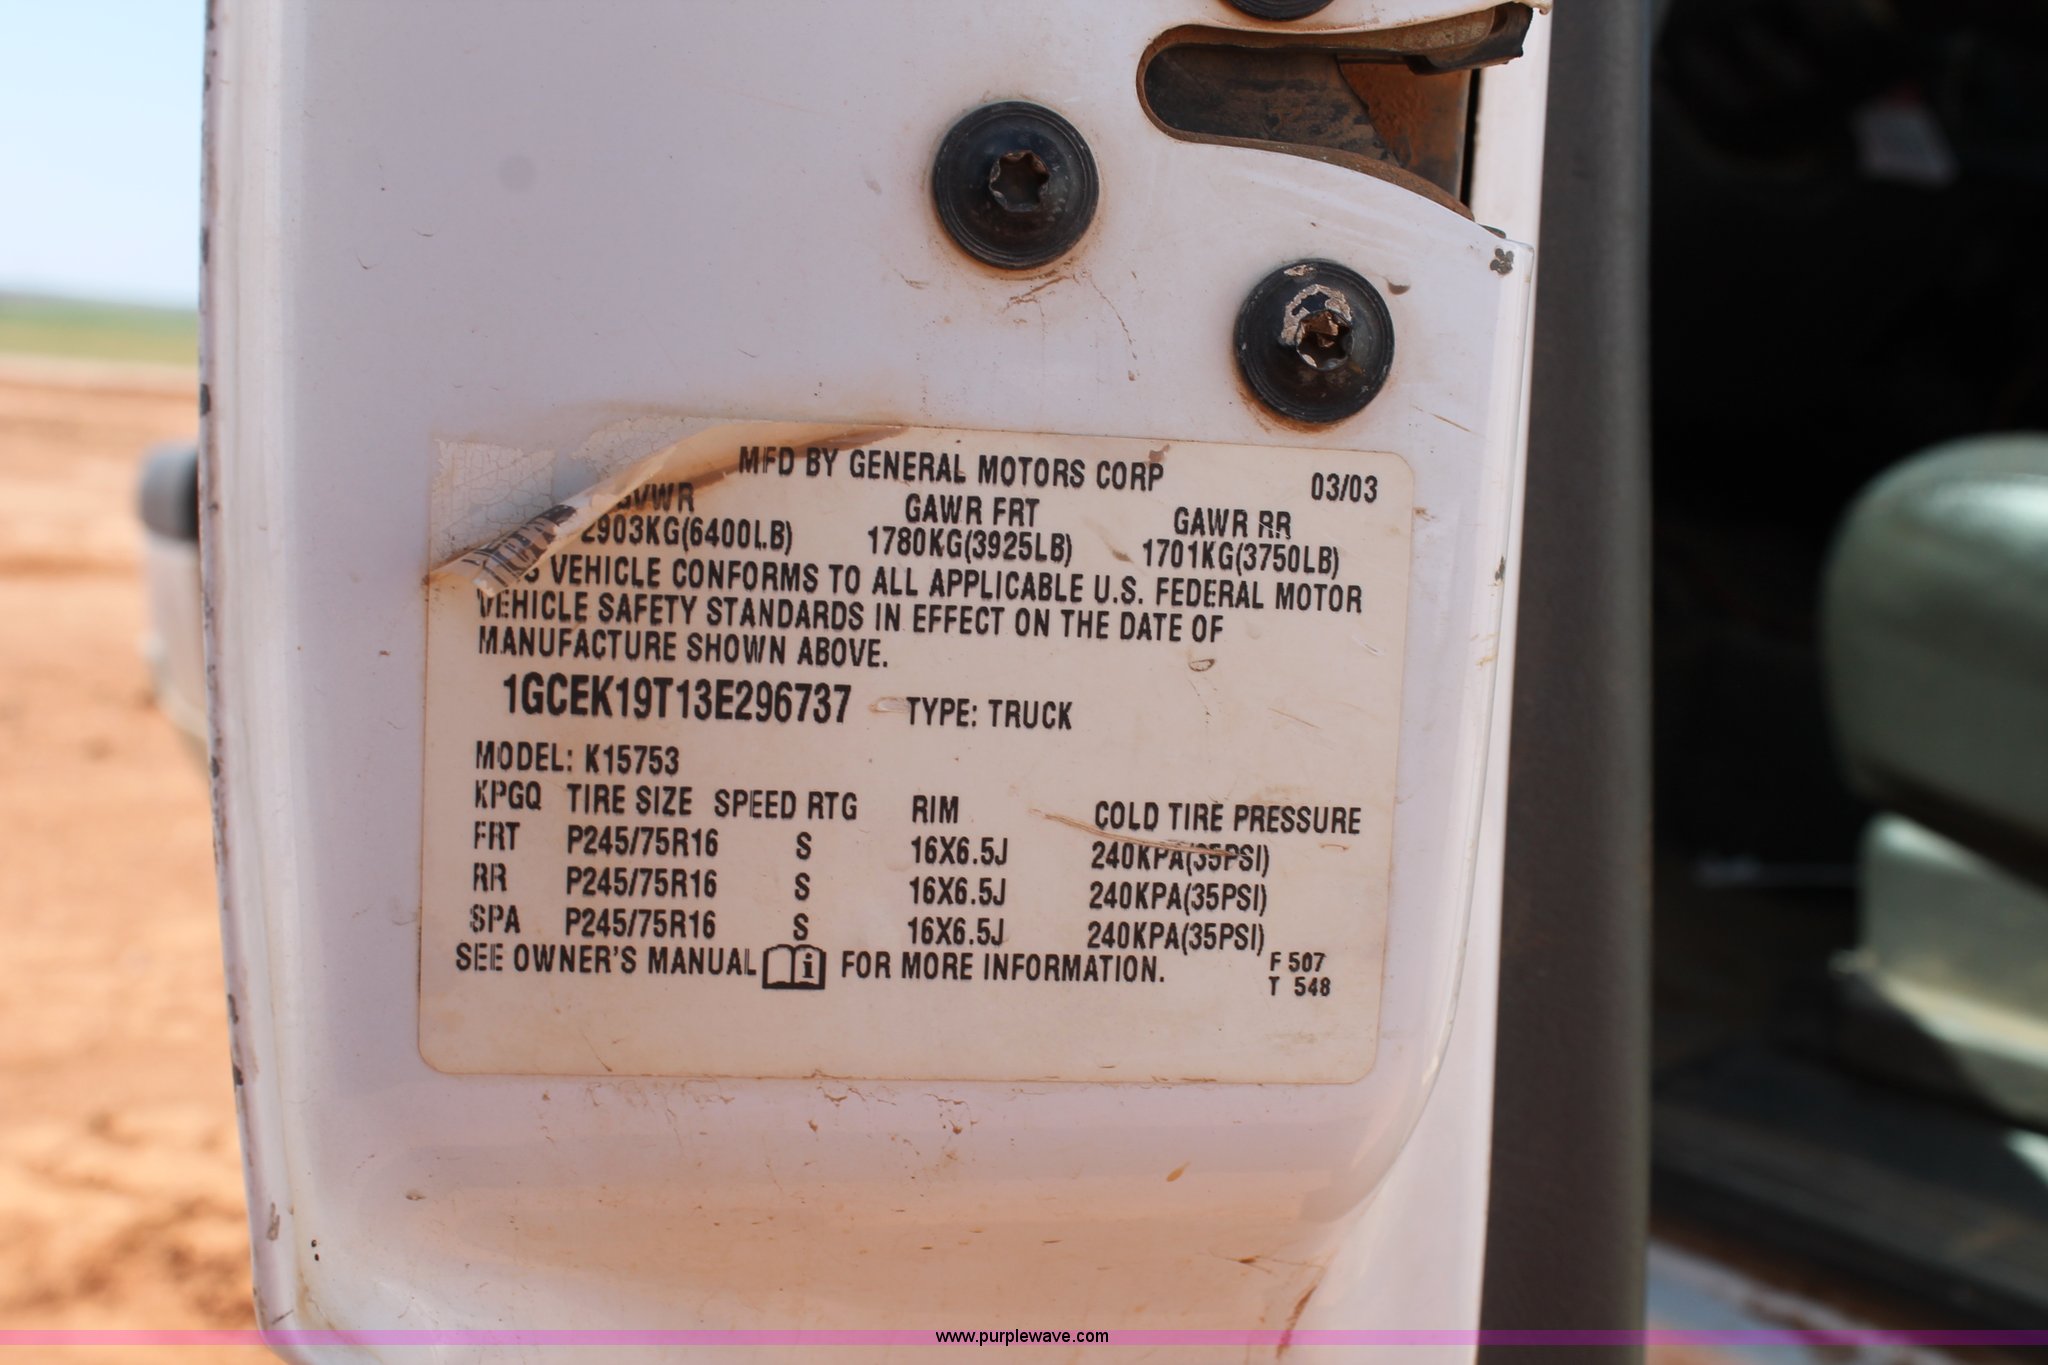 MFD BY GENERAL MOTORS CORP 03/03
GVWR GAWR FRT GAWR RR
2903KG(6400LB) 1780KG(3925LB) 1701KG(3750LB)
VEHICLE CONFORMS TO ALL APPLICABLE U.S. FEDERAL MOTOR
VEHICLE SAFETY STANDARDS IN EFFECT ON THE DATE OF
MANUFACTURE SHOWN ABOVE.
1GCEK19T13E296737 TYPE: TRUCK
MODEL: K15753
KPGQ TIRE SIZE SPEED RTG RIM COLD TIRE PRESSURE
FRT P245/75R16 S 16X6.5J 240KPA(35PSI)
RR P245/75R16 S 16X6.5J 240KPA(35PSI)
SPA P245/75R16 S 16X6.5J 240KPA(35PSI)
SEE OWNER'S MANUAL FOR MORE INFORMATION.
F 507
T 548
www.purplewave.com